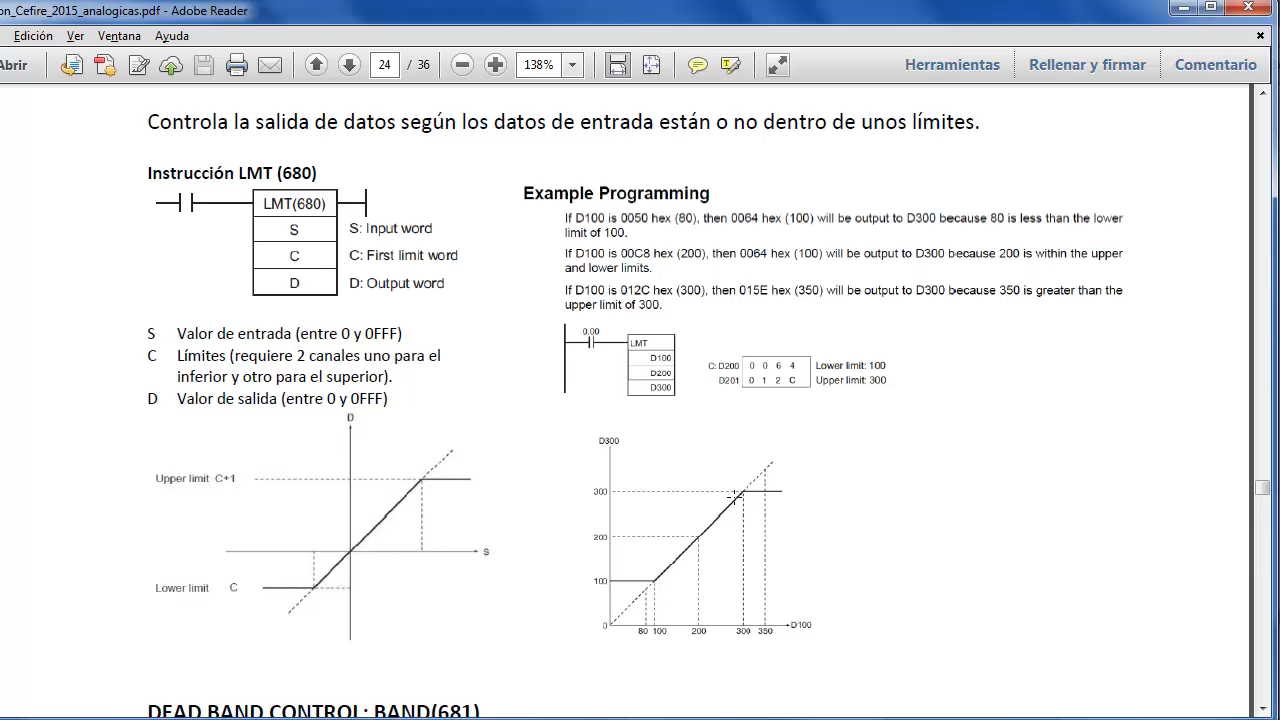 on_Cefire_2015_analogicas.pdf - Adobe Reader
Edición Ver Ventana Ayuda
Abrir 24 / 36 138% Herramientas Rellenar y firmar Comentario
Controla la salida de datos según los datos de entrada están o no dentro de unos límites.
Instrucción LMT (680)
LMT(680)
S S: Input word
C C: First limit word
D D: Output word
S Valor de entrada (entre 0 y 0FFF)
C Límites (requiere 2 canales uno para el
inferior y otro para el superior).
D Valor de salida (entre 0 y 0FFF)
D
Upper limit C+1
S
Lower limit C
Example Programming
If D100 is 0050 hex (80), then 0064 hex (100) will be output to D300 because 80 is less than the lower
limit of 100.
If D100 is 00C8 hex (200), then 0064 hex (100) will be output to D300 because 200 is within the upper
and lower limits.
If D100 is 012C hex (300), then 015E hex (350) will be output to D300 because 350 is greater than the
upper limit of 300.
0.00
LMT
D100
D200
D300
C: D200 0 0 6 4 Lower limit: 100
D201 0 1 2 C Upper limit: 300
D300
300
200
100
0
80 100 200 300 350 D100
DEAD BAND CONTROL: BAND(681)